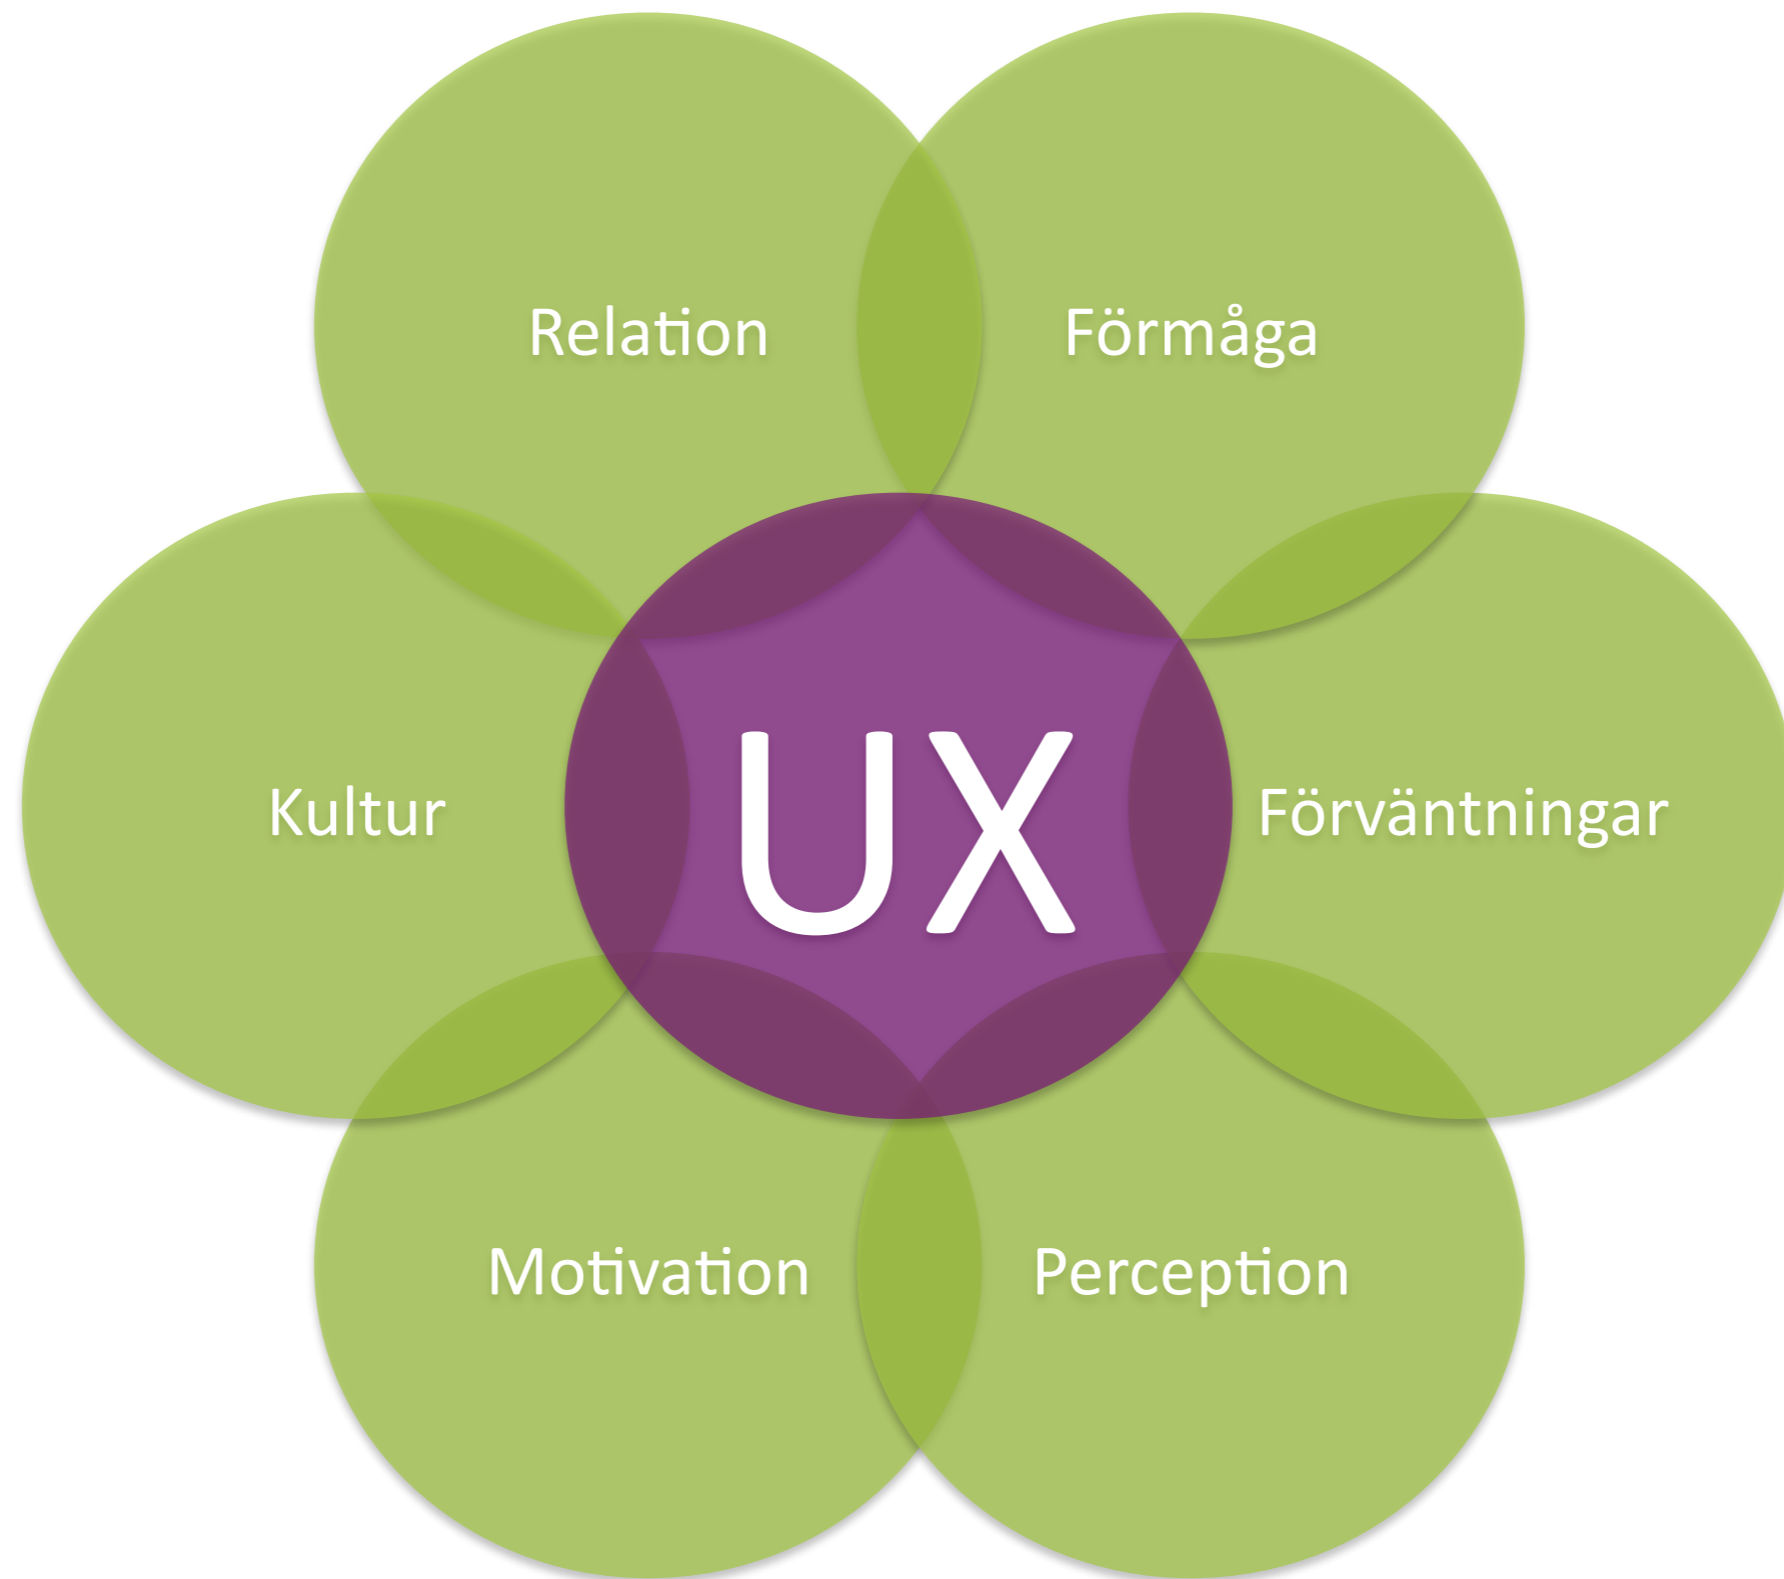 Relation
Förmåga
Kultur
UX
Förväntningar
Motivation
Perception